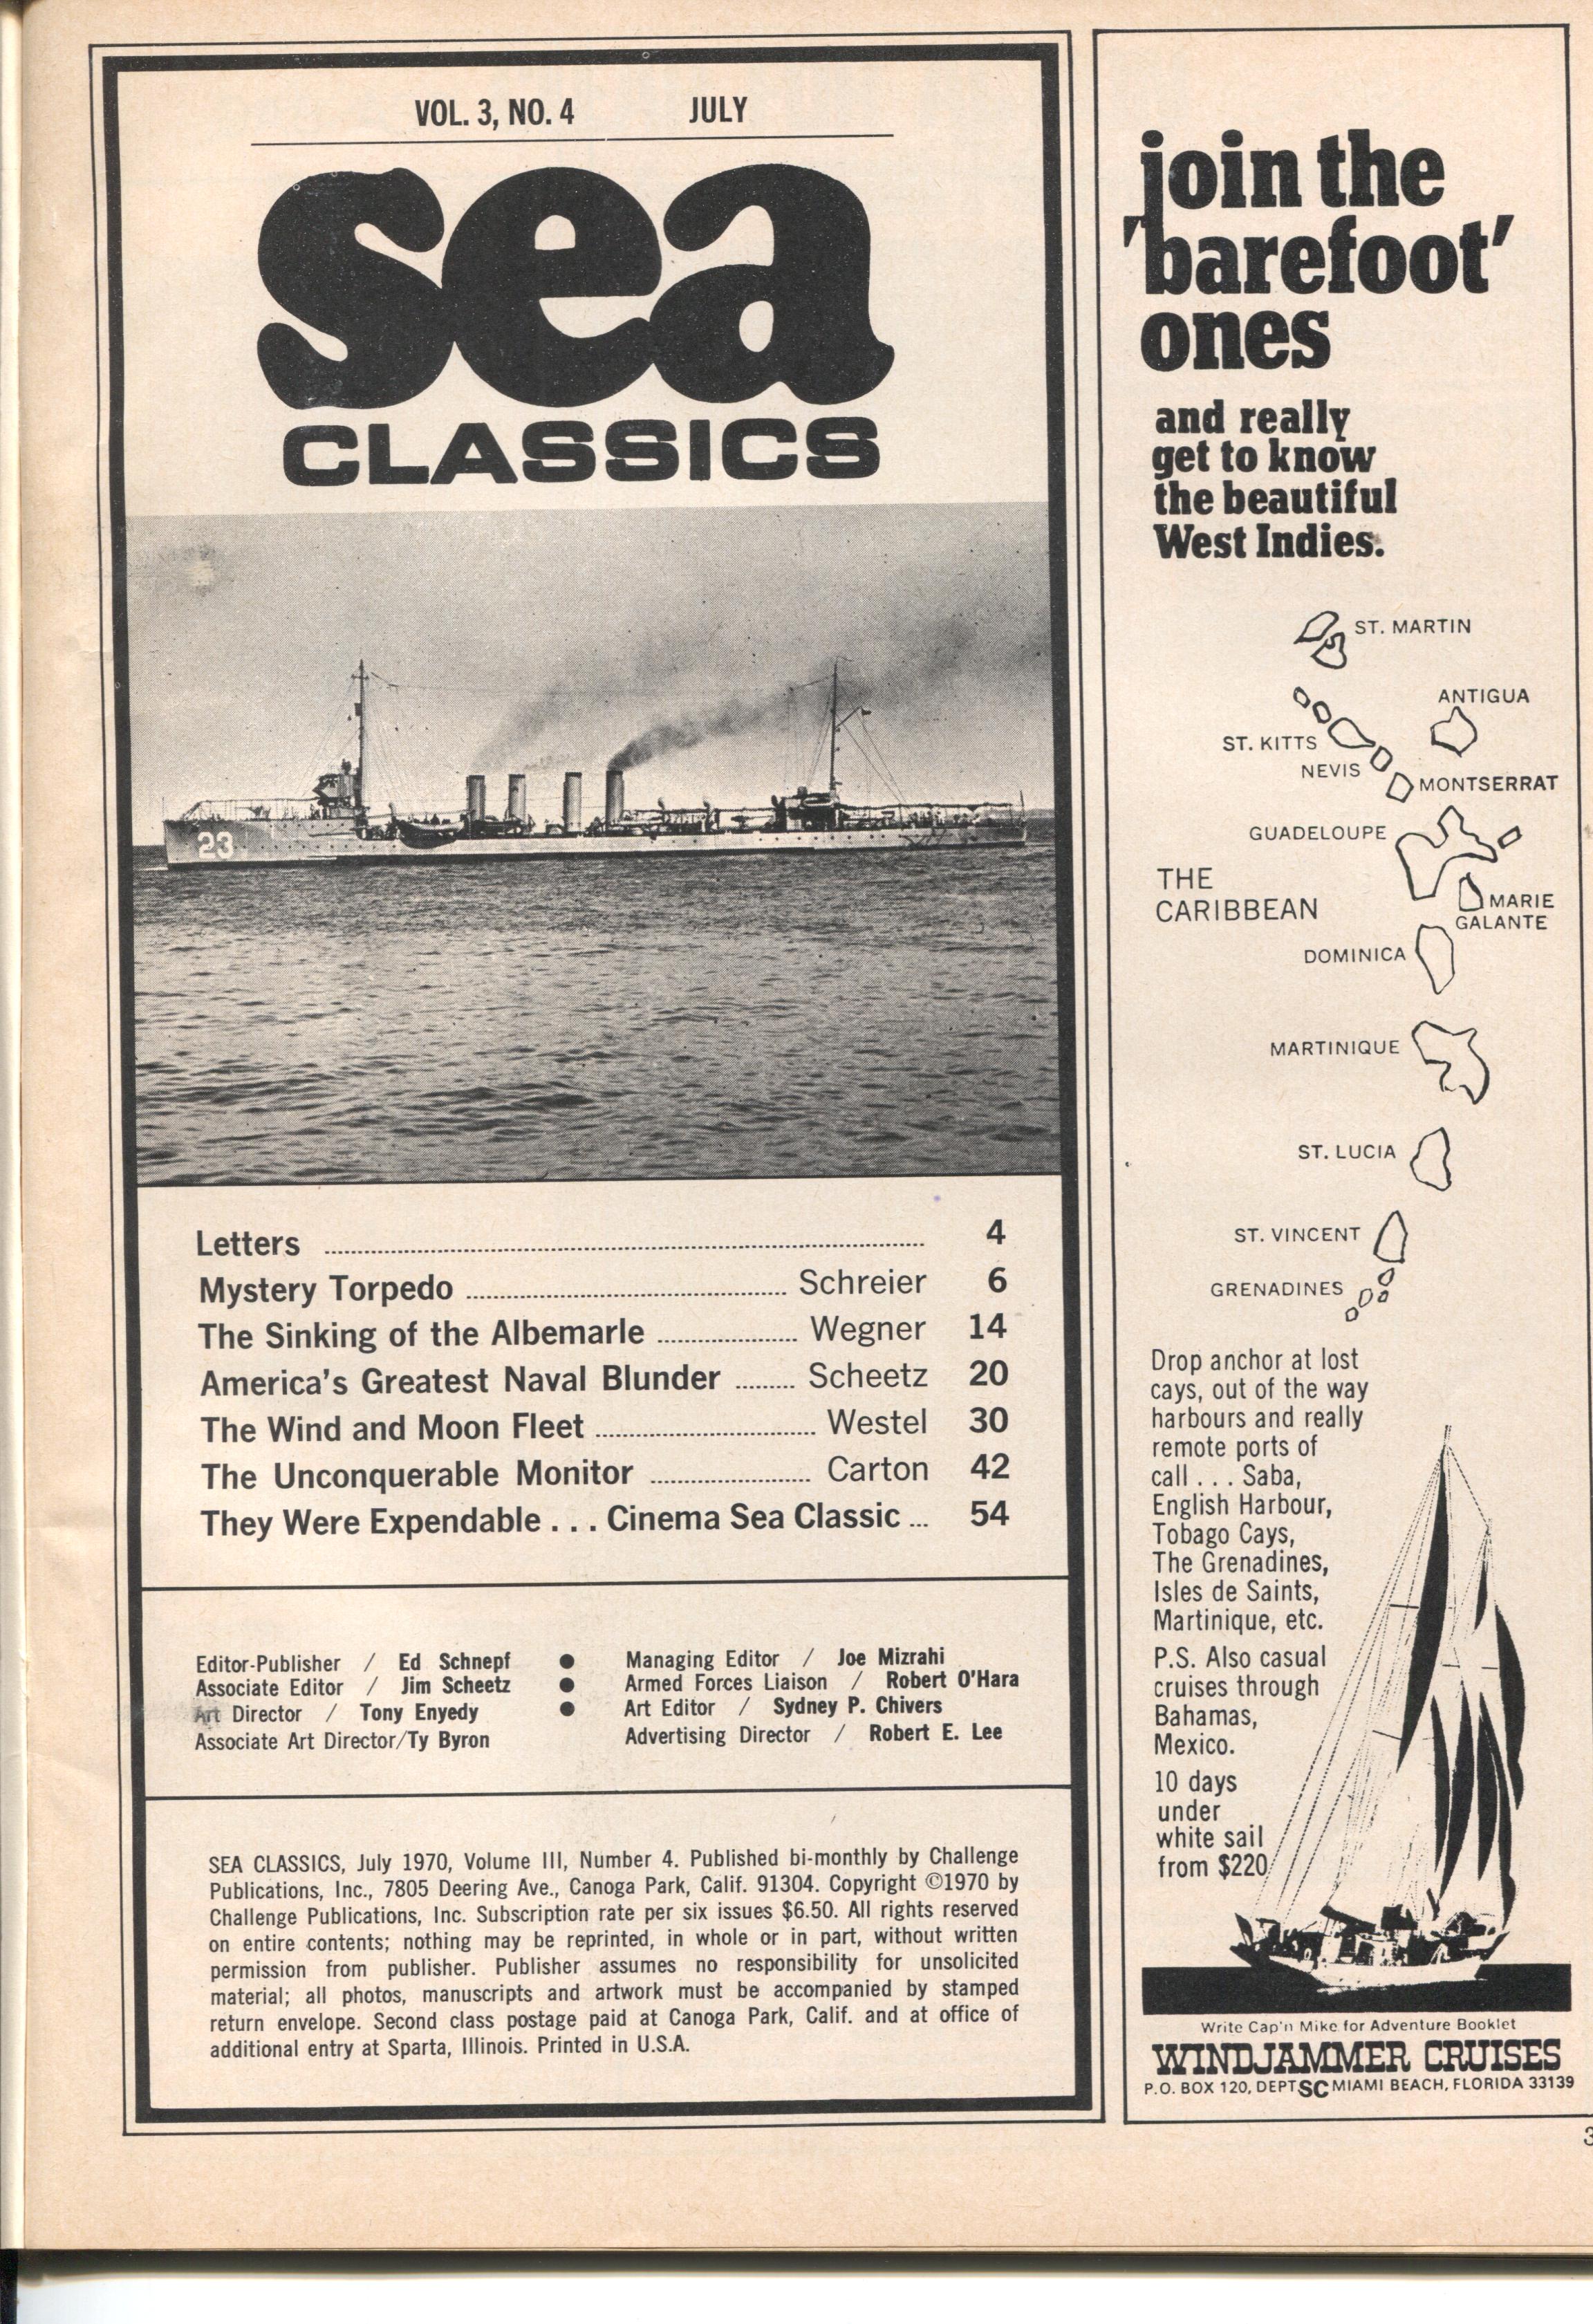 VOL. 3, NO. 4 JULY
sea
CLASSICS
23
Letters ........ 4
Mystery Torpedo ........ Schreier 6
The Sinking of the Albemarle ........ Wegner 14
America's Greatest Naval Blunder ........ Scheetz 20
The Wind and Moon Fleet ........ Westel 30
The Unconquerable Monitor ........ Carton 42
They Were Expendable . . . Cinema Sea Classic ... 54
Editor-Publisher / Ed Schnepf ● Managing Editor / Joe Mizrahi
Associate Editor / Jim Scheetz ● Armed Forces Liaison / Robert O'Hara
Art Director / Tony Enyedy ● Art Editor / Sydney P. Chivers
Associate Art Director/Ty Byron Advertising Director / Robert E. Lee
SEA CLASSICS, July 1970, Volume III, Number 4. Published bi-monthly by Challenge
Publications, Inc., 7805 Deering Ave., Canoga Park, Calif. 91304. Copyright ©1970 by
Challenge Publications, Inc. Subscription rate per six issues $6.50. All rights reserved
on entire contents; nothing may be reprinted, in whole or in part, without written
permission from publisher. Publisher assumes no responsibility for unsolicited
material; all photos, manuscripts and artwork must be accompanied by stamped
return envelope. Second class postage paid at Canoga Park, Calif. and at office of
additional entry at Sparta, Illinois. Printed in U.S.A.
join the
'barefoot'
ones
and really
get to know
the beautiful
West Indies.
ST. MARTIN
ANTIGUA
ST. KITTS
NEVIS
MONTSERRAT
GUADELOUPE
THE
CARIBBEAN
MARIE
GALANTE
DOMINICA
MARTINIQUE
ST. LUCIA
ST. VINCENT
GRENADINES
Drop anchor at lost
cays, out of the way
harbours and really
remote ports of
call . . . Saba,
English Harbour,
Tobago Cays,
The Grenadines,
Isles de Saints,
Martinique, etc.
P.S. Also casual
cruises through
Bahamas,
Mexico.
10 days
under
white sail
from $220
Write Cap'n Mike for Adventure Booklet
WINDJAMMER CRUISES
P.O. BOX 120, DEPT SC MIAMI BEACH, FLORIDA 33139
3